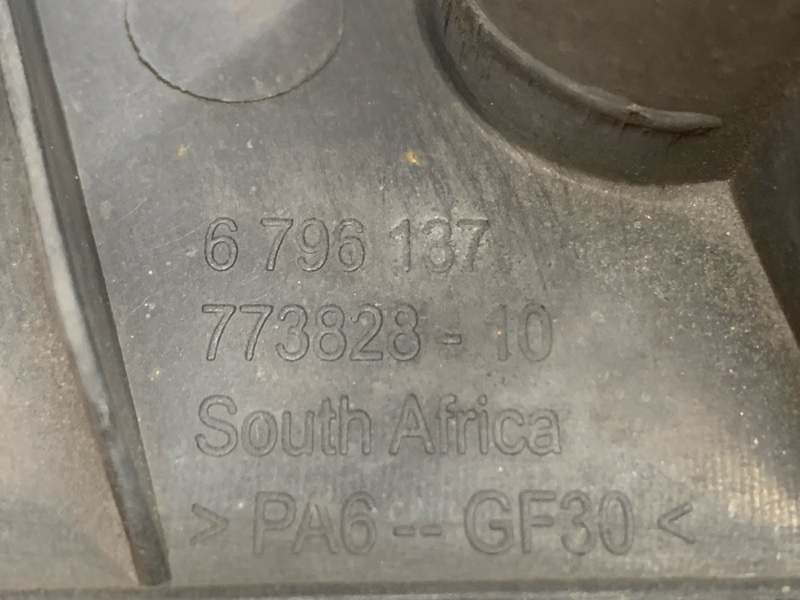 6 796 137
773828 - 10
South Africa
> PA6 -- GF30 <